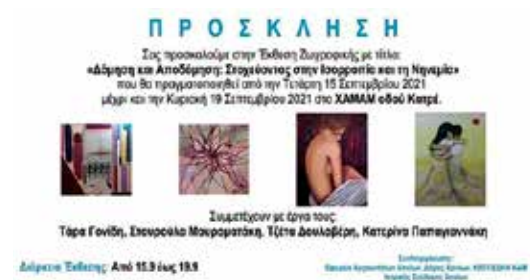 ΠΡΟΣΚΛΗΣΗ
Σας προσκαλούμε στην Έκθεση Ζωγραφικής με τίτλο:
«Δόμηση και Αποδόμηση: Στοχεύοντας στην Ισορροπία και τη Νηνεμία»
που θα πραγματοποιηθεί από την Τετάρτη 15 Σεπτεμβρίου 2021
μέχρι και την Κυριακή 19 Σεπτεμβρίου 2021 στο ΧΑΜΑΜ οδού Κατρέ.
Συμμετέχουν με έργα τους:
Τάρα Γονίδη, Σταυρούλα Μαυροματάκη, Τζέτα Δουλαβέρη, Κατερίνα Παπαγιαννάκη
Διάρκεια Έκθεσης: Από 15.9 έως 19.9